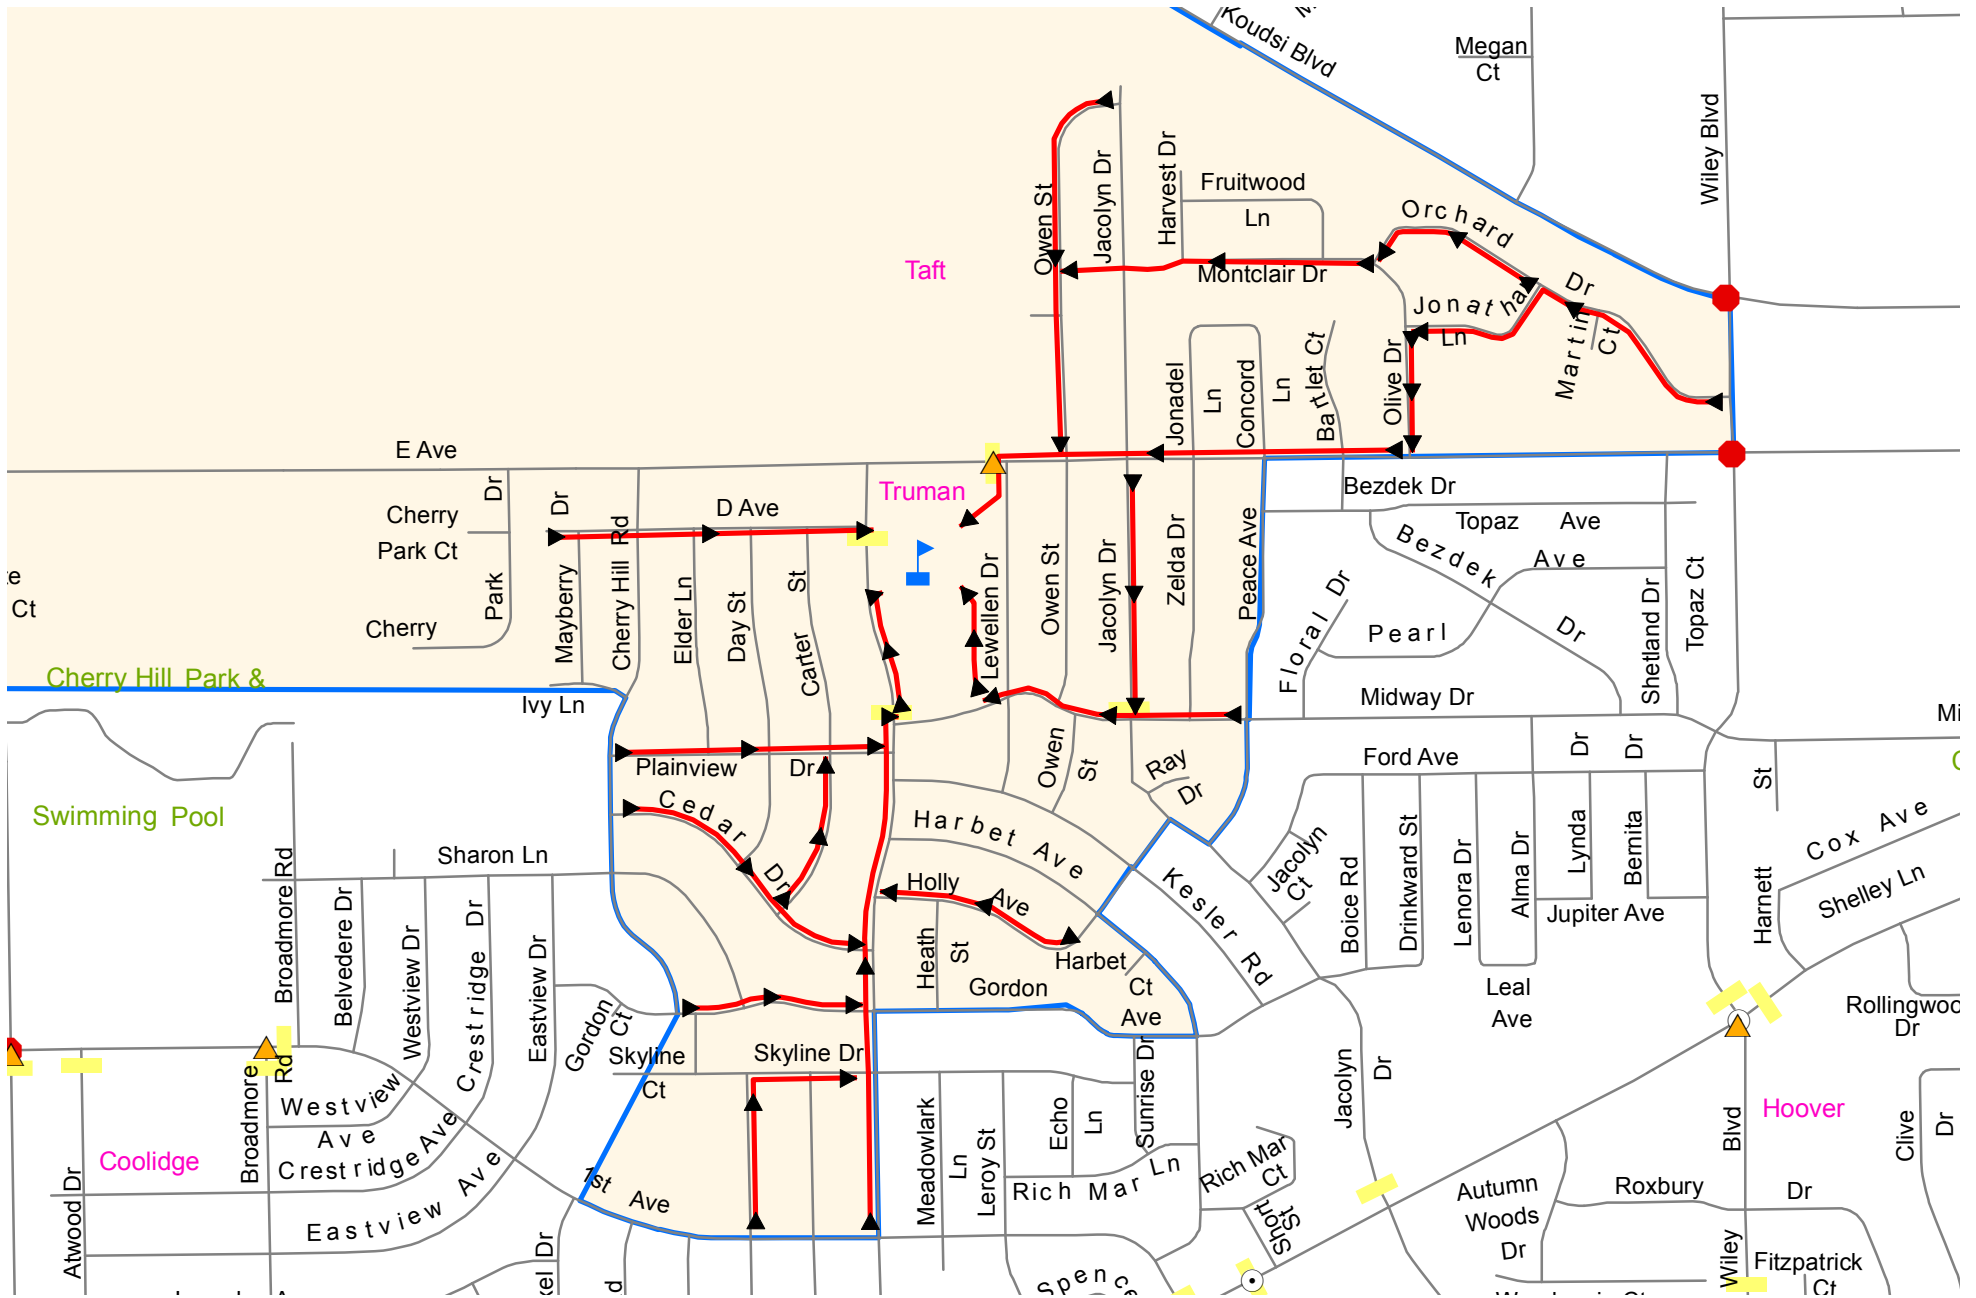 Koudsi Blvd
Megan
Ct
Wiley Blvd
Harvest Dr
Fruitwood
Ln
Jacolyn Dr
Owen St
Orchard
Dr
Taft
Montclair Dr
Jonathan
Ln
Martin
Ct
Olive Dr
Bartlet Ct
Jonadel
Ln
Concord
Ln
E Ave
Truman
Dr
Dr
Cherry
Park Ct
Park
Cherry
D Ave
Mayberry
Cherry Hill Rd
Elder Ln
Day St
St
Carter
Lewellen Dr
Owen St
Jacolyn Dr
Zelda Dr
Peace Ave
Bezdek Dr
Topaz Ave
Bezdek
Dr
Ave
Floral Dr
Pearl
Shetland Dr
Topaz Ct
Ct
Cherry Hill Park &
Ivy Ln
Midway Dr
Mi
Plainview
Dr
Owen
St
Ray
Dr
Ford Ave
Dr
Dr
St
Swimming Pool
Cedar
Dr
Harbet Ave
Cox Ave
Sharon Ln
Holly
Ave
Kesler Rd
Jacolyn
Ct
Boice Rd
Drinkward St
Lenora Dr
Alma Dr
Lynda
Bemita
Jupiter Ave
Harnett
Shelley Ln
Broadmore Rd
Belvedere Dr
Westview Dr
Crestridge Dr
Eastview Dr
Heath
St
Harbet
Ct
Gordon
Ave
Gordon
Ct
Leal
Ave
Rollingwoo
Dr
Skyline
Ct
Skyline Dr
Sunrise Dr
Jacolyn
Dr
Broadmore
Rd
Westview
Ave
Crestridge Ave
Eastview Ave
Coolidge
Atwood Dr
1st Ave
Meadowlark
Ln
Leroy St
Echo
Ln
Rich Mar Ln
Rich Mar
Ct
Short
St
Hoover
Blvd
Wiley
Clive
Dr
Autumn
Woods
Dr
Roxbury
Dr
Fitzpatrick
Ct
kel Dr
d
Spence